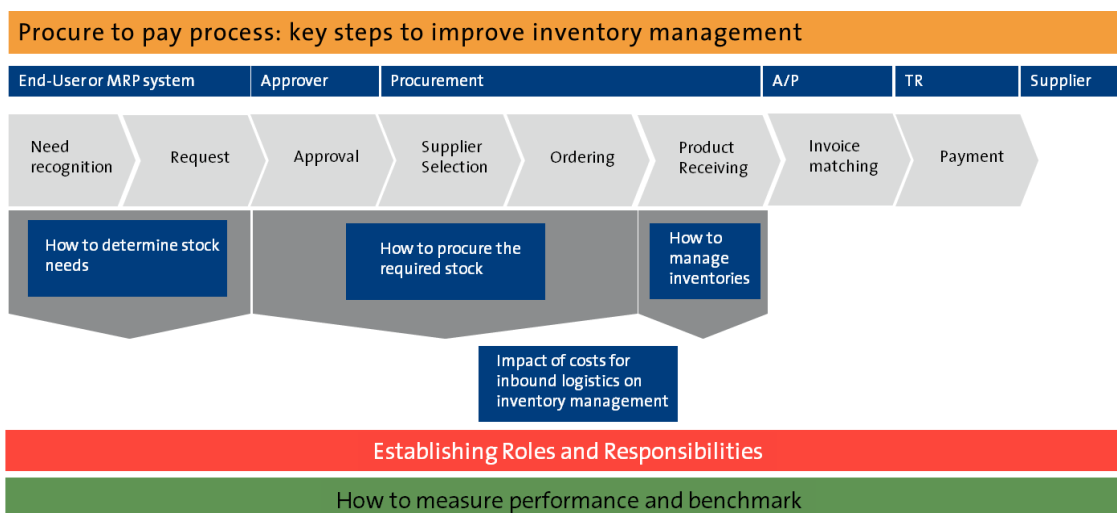 Procure to pay process: key steps to improve inventory management
End-User or MRP system
Approver
Procurement
A/P
TR
Supplier
Need
recognition
Request
Approval
Supplier
Selection
Ordering
Product
Receiving
Invoice
matching
Payment
How to determine stock
needs
How to procure the
required stock
How to
manage
inventories
Impact of costs for
inbound logistics on
inventory management
Establishing Roles and Responsibilities
How to measure performance and benchmark